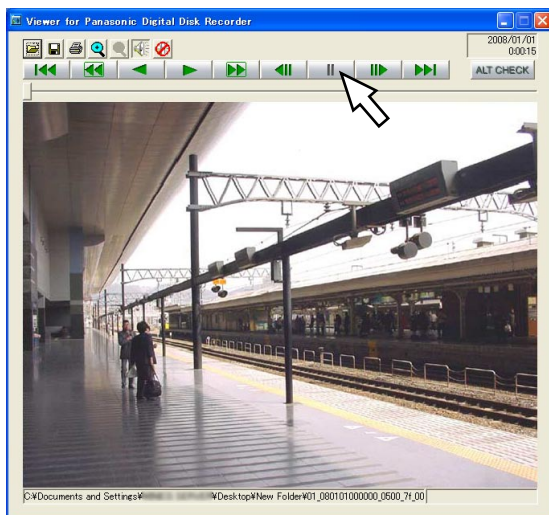 Viewer for Panasonic Digital Disk Recorder
2008/01/01
0:00:15
ALT CHECK
C:¥Documents and Settings¥ ¥Desktop¥New Folder¥01_080101000000_0500_7f_00